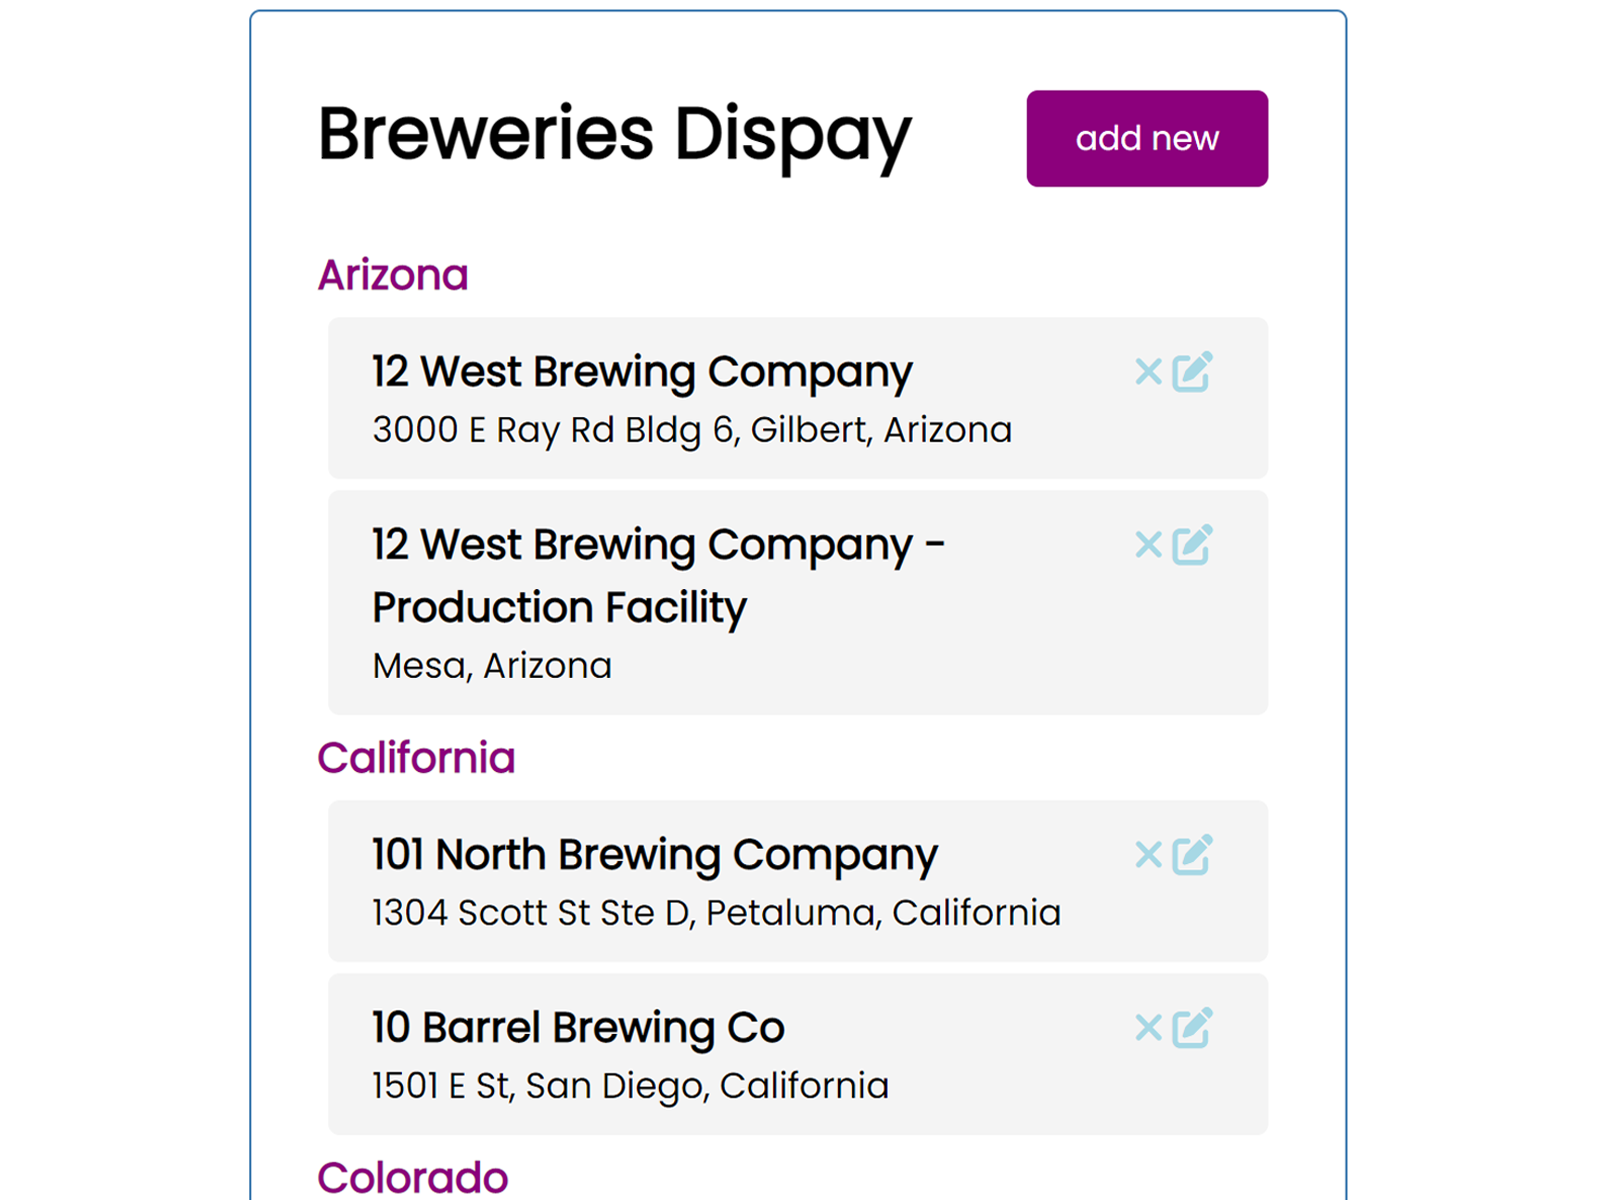 Breweries Dispay
add new
Arizona
12 West Brewing Company
3000 E Ray Rd Bldg 6, Gilbert, Arizona
12 West Brewing Company -
Production Facility
Mesa, Arizona
California
101 North Brewing Company
1304 Scott St Ste D, Petaluma, California
10 Barrel Brewing Co
1501 E St, San Diego, California
Colorado